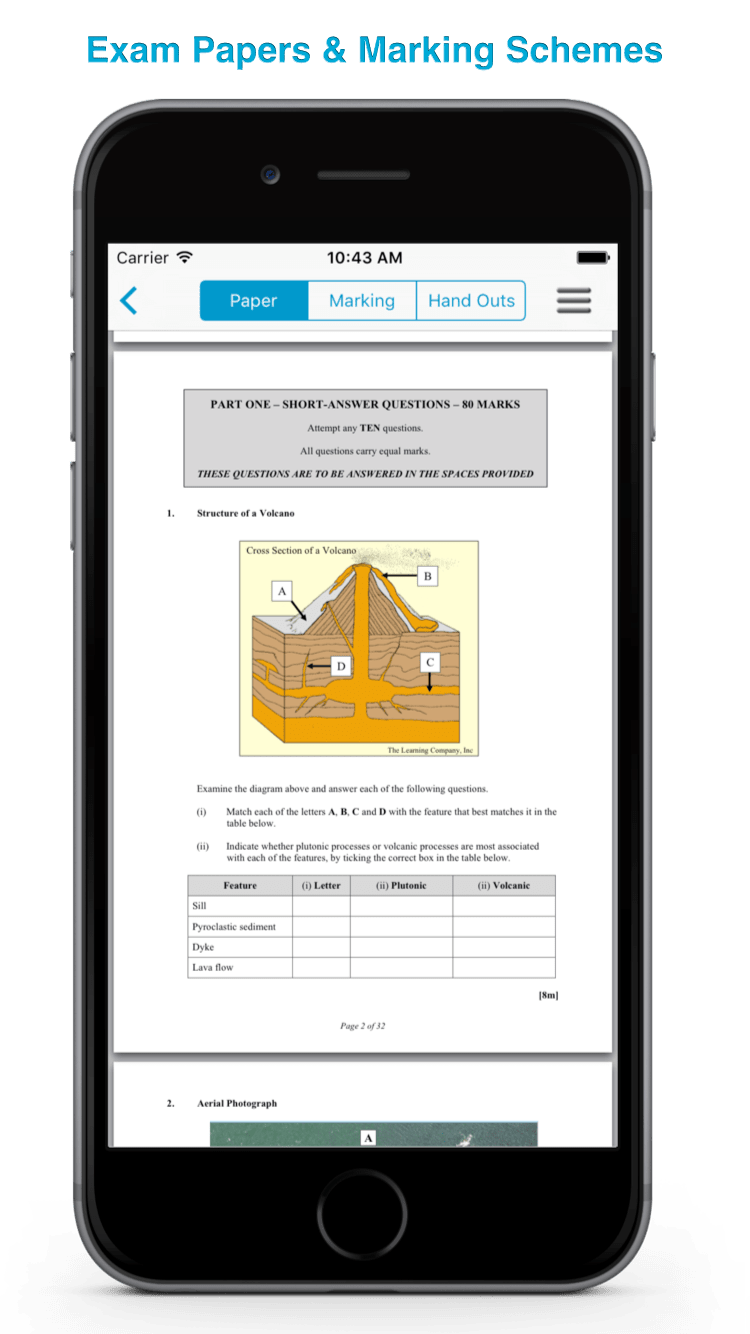 Exam Papers & Marking Schemes
Carrier 10:43 AM
Paper Marking Hand Outs
PART ONE – SHORT-ANSWER QUESTIONS – 80 MARKS
Attempt any TEN questions.
All questions carry equal marks.
THESE QUESTIONS ARE TO BE ANSWERED IN THE SPACES PROVIDED
1. Structure of a Volcano
Cross Section of a Volcano
B
A
C
D
The Learning Company, Inc
Examine the diagram above and answer each of the following questions.
(i) Match each of the letters A, B, C and D with the feature that best matches it in the
table below.
(ii) Indicate whether plutonic processes or volcanic processes are most associated
with each of the features, by ticking the correct box in the table below.
Feature (i) Letter (ii) Plutonic (ii) Volcanic
Sill
Pyroclastic sediment
Dyke
Lava flow
[8m]
Page 2 of 32
2. Aerial Photograph
A